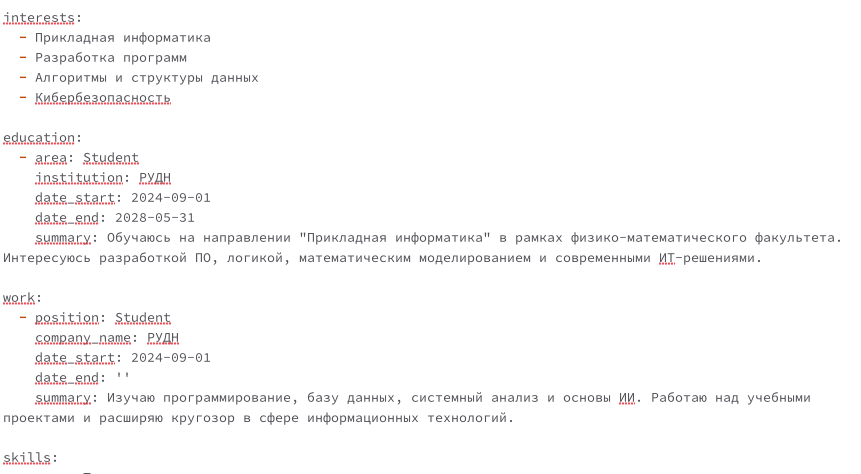 interests:
- Прикладная информатика
- Разработка программ
- Алгоритмы и структуры данных
- Кибербезопасность
education:
- area: Student
institution: РУДН
date_start: 2024-09-01
date_end: 2028-05-31
summary: Обучаюсь на направлении "Прикладная информатика" в рамках физико-математического факультета.
Интересуюсь разработкой ПО, логикой, математическим моделированием и современными ИТ-решениями.
work:
- position: Student
company_name: РУДН
date_start: 2024-09-01
date_end: ''
summary: Изучаю программирование, базу данных, системный анализ и основы ИИ. Работаю над учебными
проектами и расширяю кругозор в сфере информационных технологий.
skills: